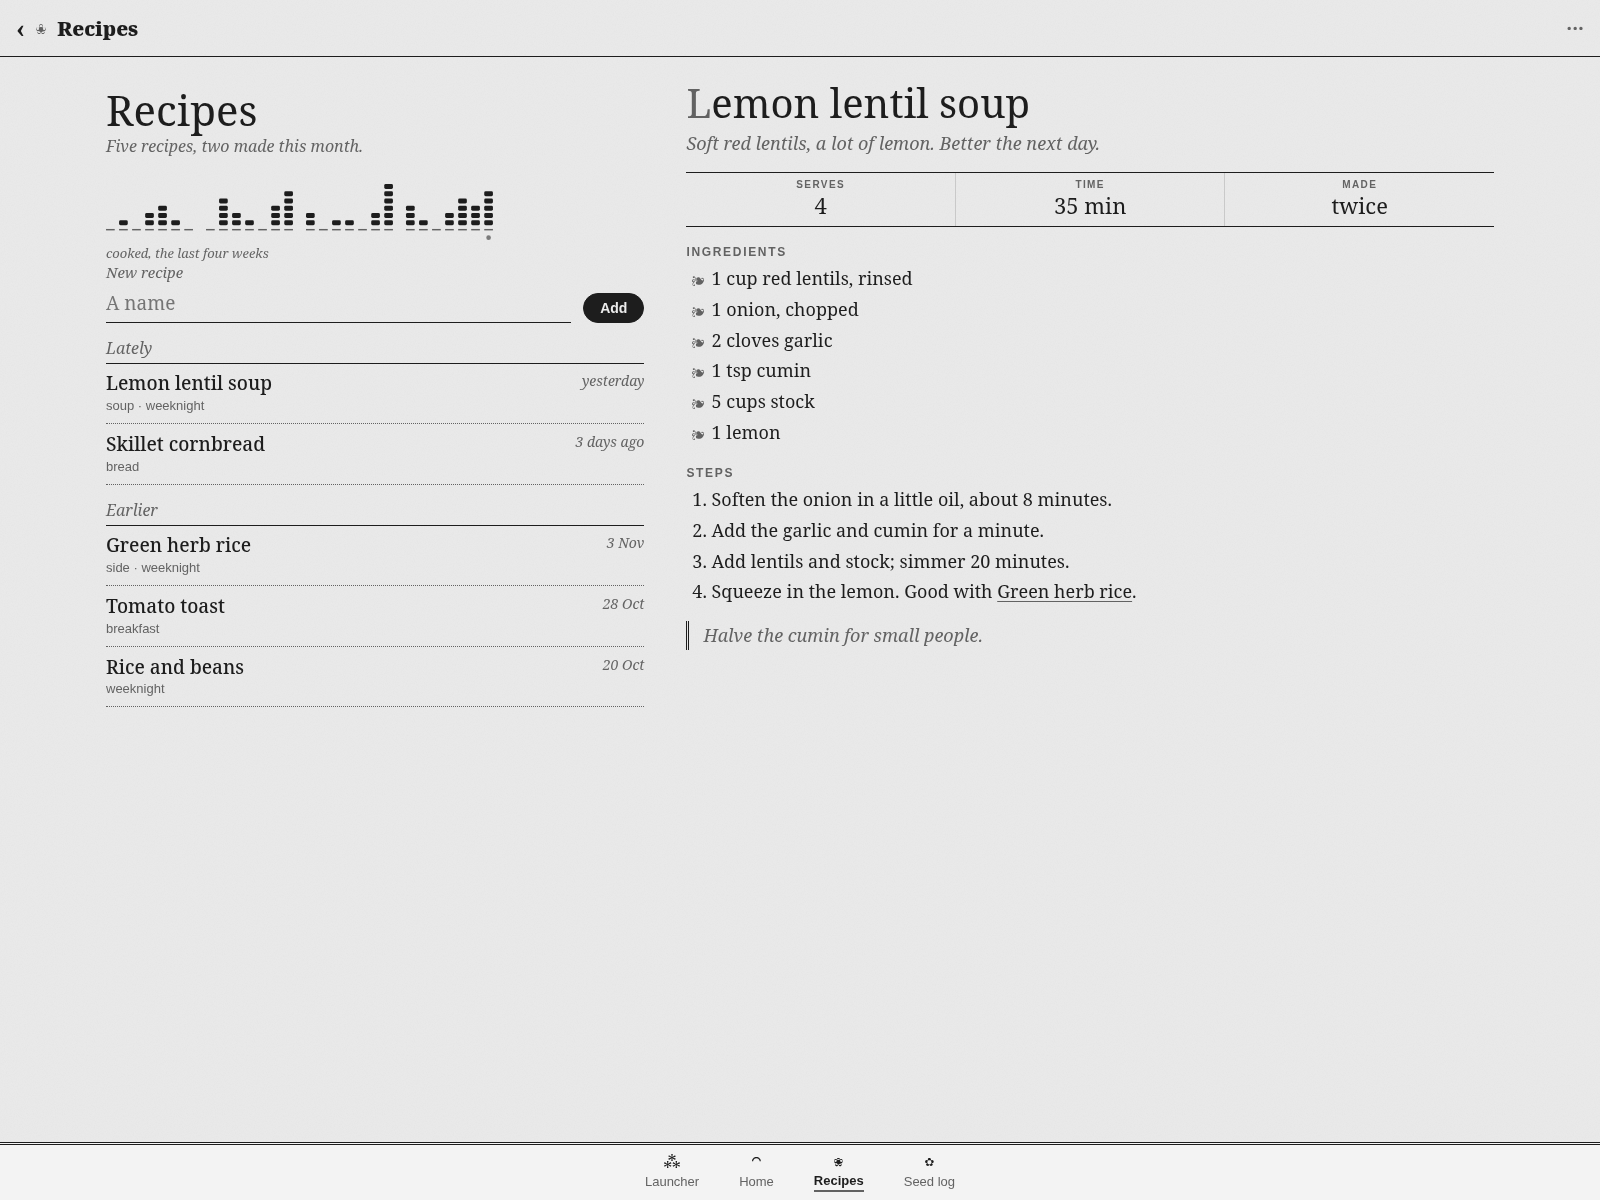 ‹ ❀ Recipes
···
Recipes
Five recipes, two made this month.
cooked, the last four weeks
New recipe
A name
Add
Lately
Lemon lentil soup
yesterday
soup · weeknight
Skillet cornbread
3 days ago
bread
Earlier
Green herb rice
3 Nov
side · weeknight
Tomato toast
28 Oct
breakfast
Rice and beans
20 Oct
weeknight
Lemon lentil soup
Soft red lentils, a lot of lemon. Better the next day.
SERVES
4
TIME
35 min
MADE
twice
INGREDIENTS
❧ 1 cup red lentils, rinsed
❧ 1 onion, chopped
❧ 2 cloves garlic
❧ 1 tsp cumin
❧ 5 cups stock
❧ 1 lemon
STEPS
1. Soften the onion in a little oil, about 8 minutes.
2. Add the garlic and cumin for a minute.
3. Add lentils and stock; simmer 20 minutes.
4. Squeeze in the lemon. Good with Green herb rice.
Halve the cumin for small people.
Launcher
Home
Recipes
Seed log